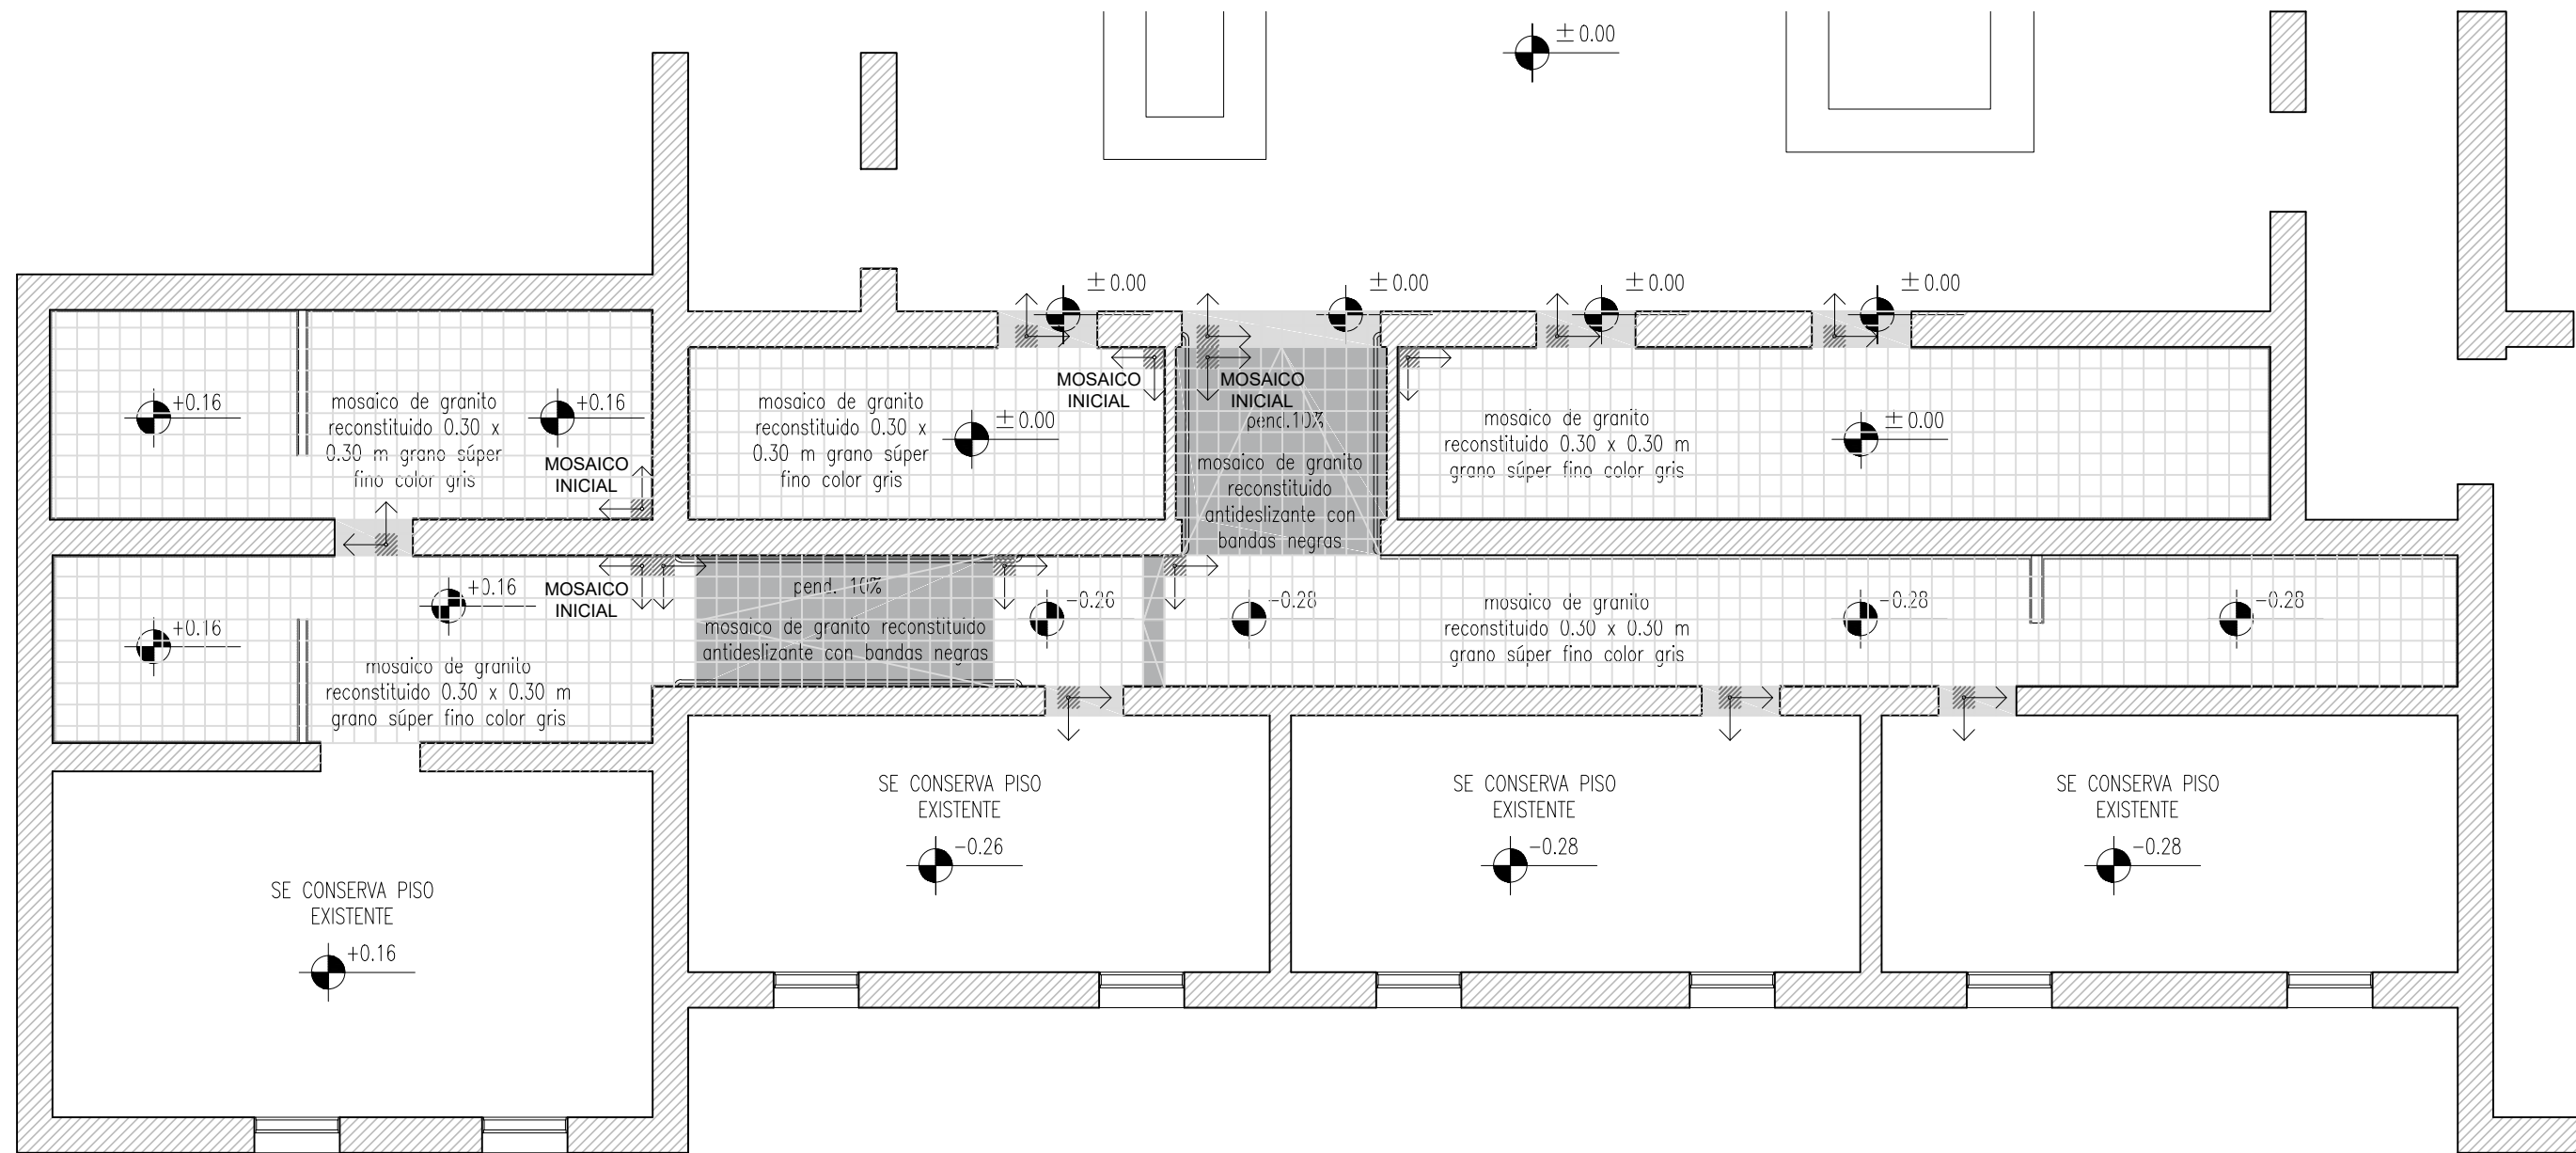 ± 0.00
± 0.00
± 0.00
± 0.00
± 0.00
+0.16
mosaico de granito
reconstituido 0.30 x
0.30 m grano súper
fino color gris
+0.16
MOSAICO
INICIAL
mosaico de granito
reconstituido 0.30 x
0.30 m grano súper
fino color gris
± 0.00
MOSAICO
INICIAL
MOSAICO
INICIAL
pend.10%
mosaico de granito
reconstituido
antideslizante con
bandas negras
mosaico de granito
reconstituido 0.30 x 0.30 m
grano súper fino color gris
± 0.00
+0.16
+0.16
MOSAICO
INICIAL
mosaico de granito
reconstituido 0.30 x 0.30 m
grano súper fino color gris
pend. 10%
mosaico de granito reconstituido
antideslizante con bandas negras
-0.26
-0.28
mosaico de granito
reconstituido 0.30 x 0.30 m
grano súper fino color gris
-0.28
-0.28
SE CONSERVA PISO
EXISTENTE
+0.16
SE CONSERVA PISO
EXISTENTE
-0.26
SE CONSERVA PISO
EXISTENTE
-0.28
SE CONSERVA PISO
EXISTENTE
-0.28